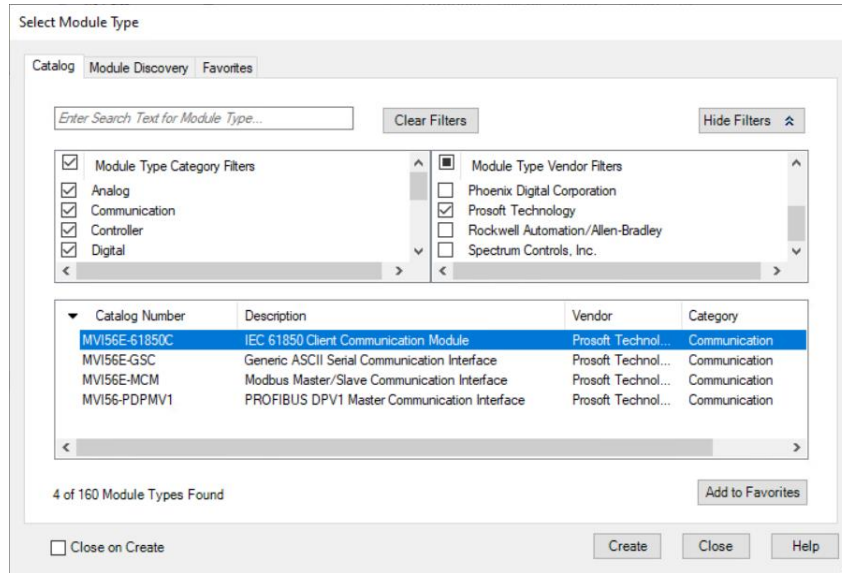 Select Module Type
Catalog Module Discovery Favorites
Enter Search Text for Module Type...
Clear Filters
Hide Filters
Module Type Category Filters
Analog
Communication
Controller
Digital
Module Type Vendor Filters
Phoenix Digital Corporation
Prosoft Technology
Rockwell Automation/Allen-Bradley
Spectrum Controls, Inc.
Catalog Number Description Vendor Category
MVI56E-61850C IEC 61850 Client Communication Module Prosoft Technol... Communication
MVI56E-GSC Generic ASCII Serial Communication Interface Prosoft Technol... Communication
MVI56E-MCM Modbus Master/Slave Communication Interface Prosoft Technol... Communication
MVI56-PDPMV1 PROFIBUS DPV1 Master Communication Interface Prosoft Technol... Communication
4 of 160 Module Types Found
Add to Favorites
Close on Create
Create Close Help